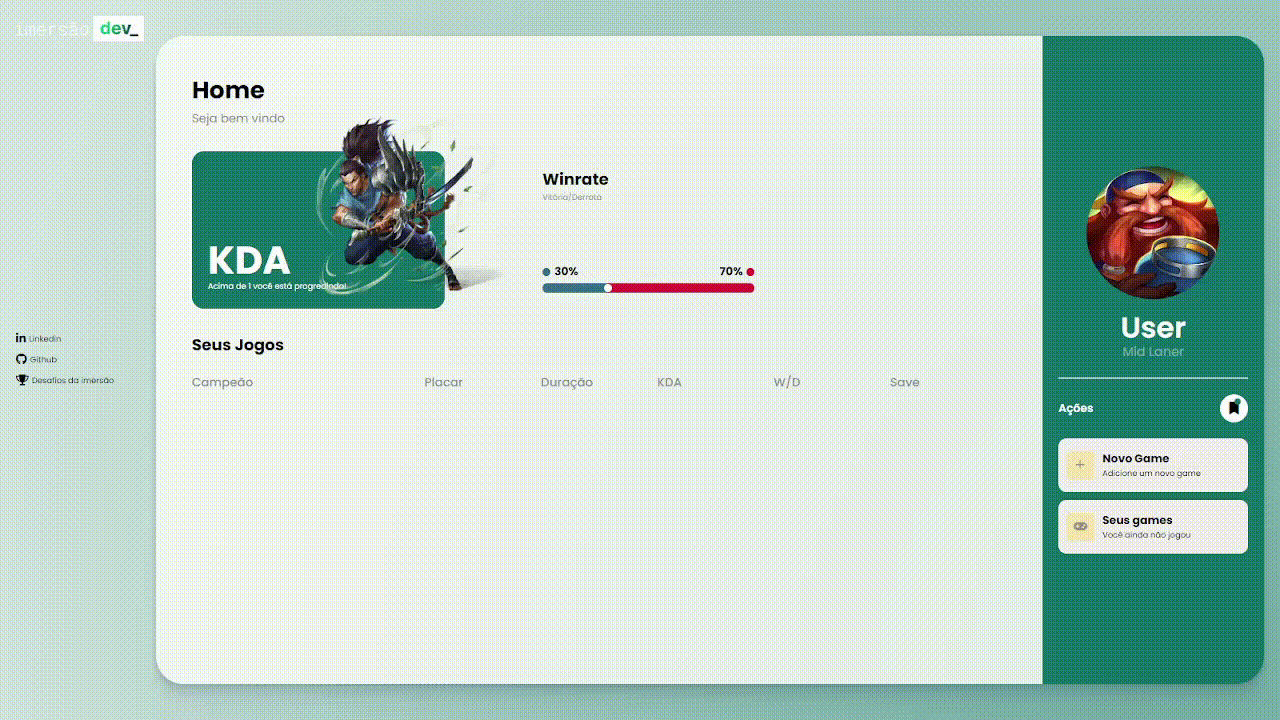 imersão dev_
Home
Seja bem vindo
KDA
Acima de 1 você está progredindo!
Winrate
Vitória/Derrota
30% 70%
Seus Jogos
Campeão Placar Duração KDA W/D Save
Linkedin
Github
Desafios da imersão
User
Mid Laner
Ações
Novo Game
Adicione um novo game
Seus games
Você ainda não jogou